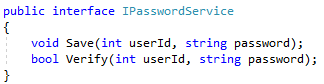 public interface IPasswordService
{
    void Save(int userId, string password);
    bool Verify(int userId, string password);
}